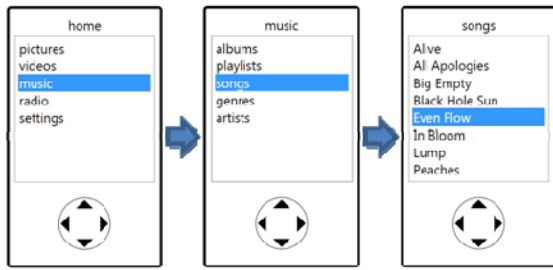 home
pictures
videos
music
radio
settings
music
albums
playlists
songs
genres
artists
songs
Alive
All Apologies
Big Empty
Black Hole Sun
Even Flow
In Bloom
Lump
Peaches